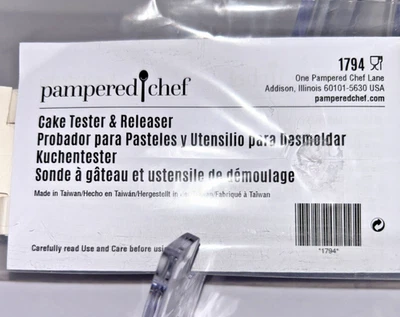 pampered chef
1794
One Pampered Chef Lane
Addison, Illinois 60101-5630 USA
pamperedchef.com
Cake Tester & Releaser
Probador para Pasteles y Utensilio para Desmoldar
Kuchentester
Sonde à gâteau et ustensile de démoulage
Made in Taiwan/Hecho en Taiwán/Hergestellt in /Fabriqué à Taïwan
Carefully read Use and Care before
"1794"